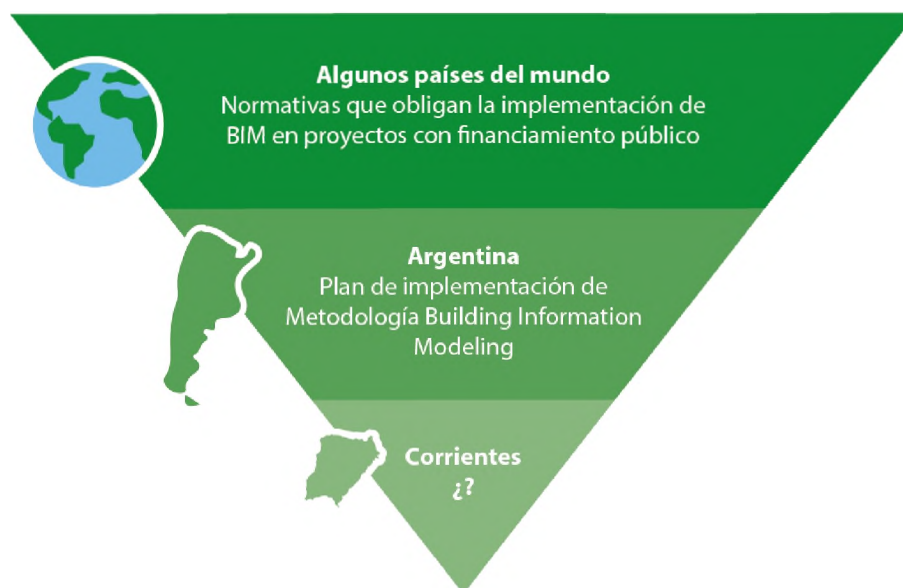 Algunos países del mundo
Normativas que obligan la implementación de
BIM en proyectos con financiamiento público
Argentina
Plan de implementación de
Metodología Building Information
Modeling
Corrientes
¿?